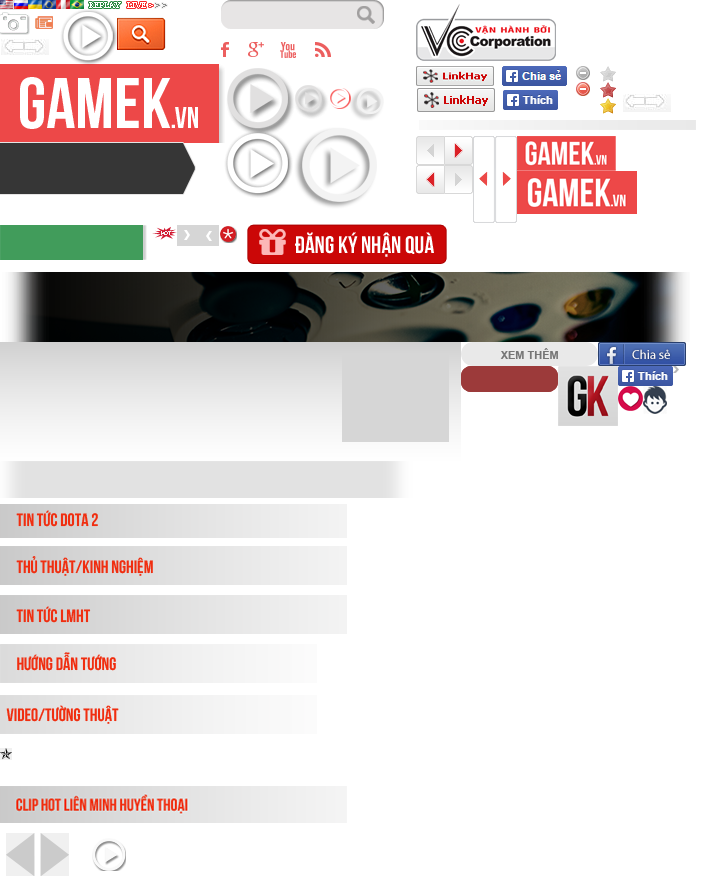 REPLAY LIVE>>>
g+
You
Tube
VẬN HÀNH BỞI
VC Corporation
LinkHay
Chia sẻ
LinkHay
Thích
GAMEK.VN
GAMEK.VN
GAMEK.VN
HOT
ĐĂNG KÝ NHẬN QUÀ
XEM THÊM
Chia sẻ
Thích
GK
TIN TỨC DOTA 2
THỦ THUẬT/KINH NGHIỆM
TIN TỨC LMHT
HƯỚNG DẪN TƯỚNG
VIDEO/TƯỜNG THUẬT
CLIP HOT LIÊN MINH HUYỀN THOẠI